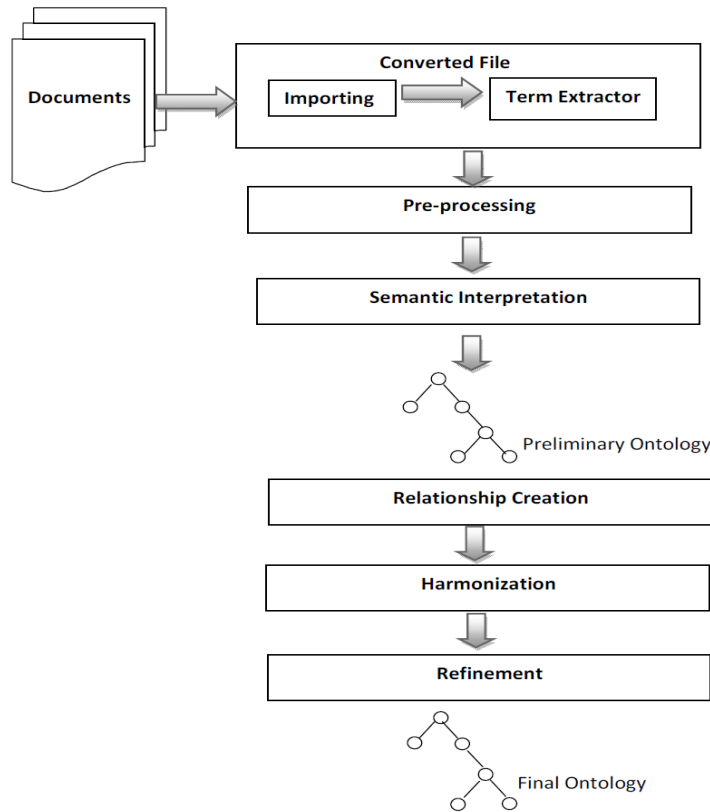 Converted File
Documents
Importing
Term Extractor
Pre-processing
Semantic Interpretation
Preliminary Ontology
Relationship Creation
Harmonization
Refinement
Final Ontology